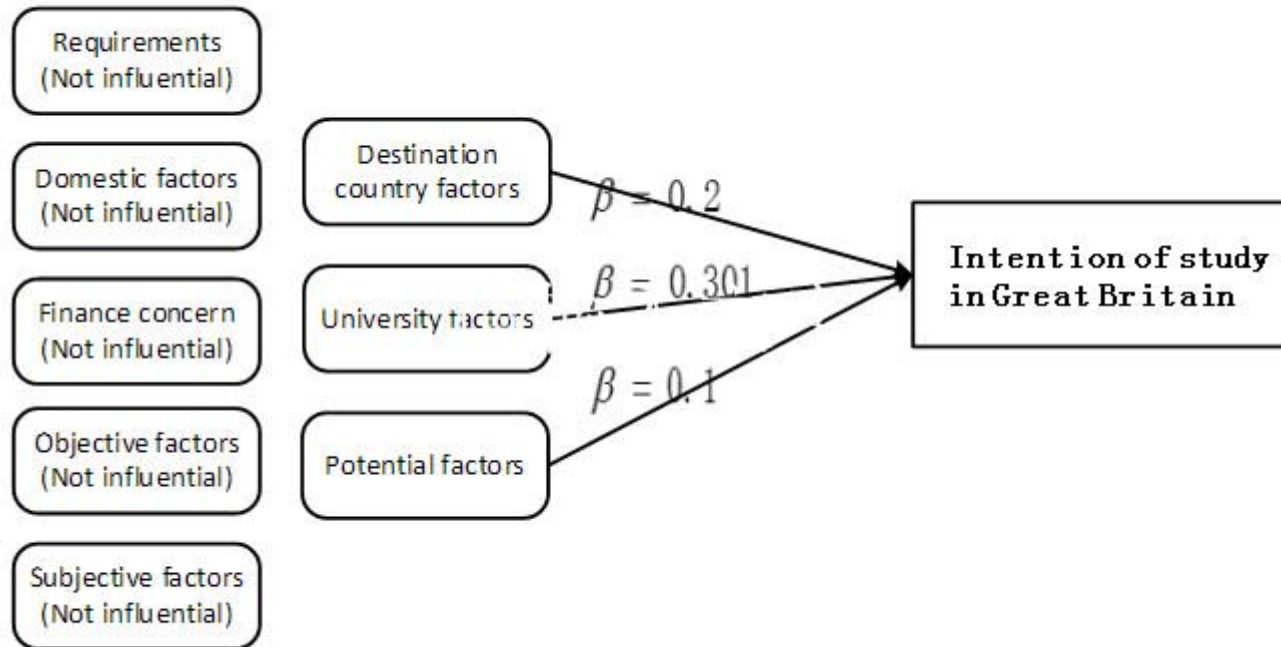 Requirements
(Not influential)
Domestic factors
(Not influential)
Finance concern
(Not influential)
Objective factors
(Not influential)
Subjective factors
(Not influential)
Destination
country factors
University factors
Potential factors
β = 0.2
β = 0.301
β = 0.1
Intention of study
in Great Britain